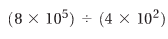 (8 × 10⁵) ÷ (4 × 10²)